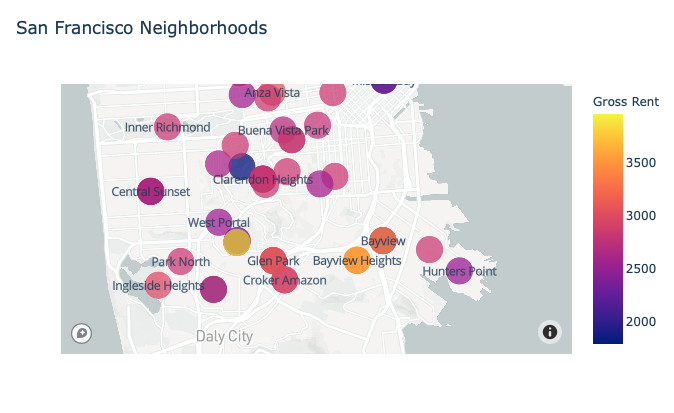 San Francisco Neighborhoods
Gross Rent
Anza Vista
Inner Richmond
Buena Vista Park
3500
Clarendon Heights
Central Sunset
3000
West Portal
Bayview
2500
Park North
Glen Park
Bayview Heights
Hunters Point
Croker Amazon
Ingleside Heights
2000
Daly City